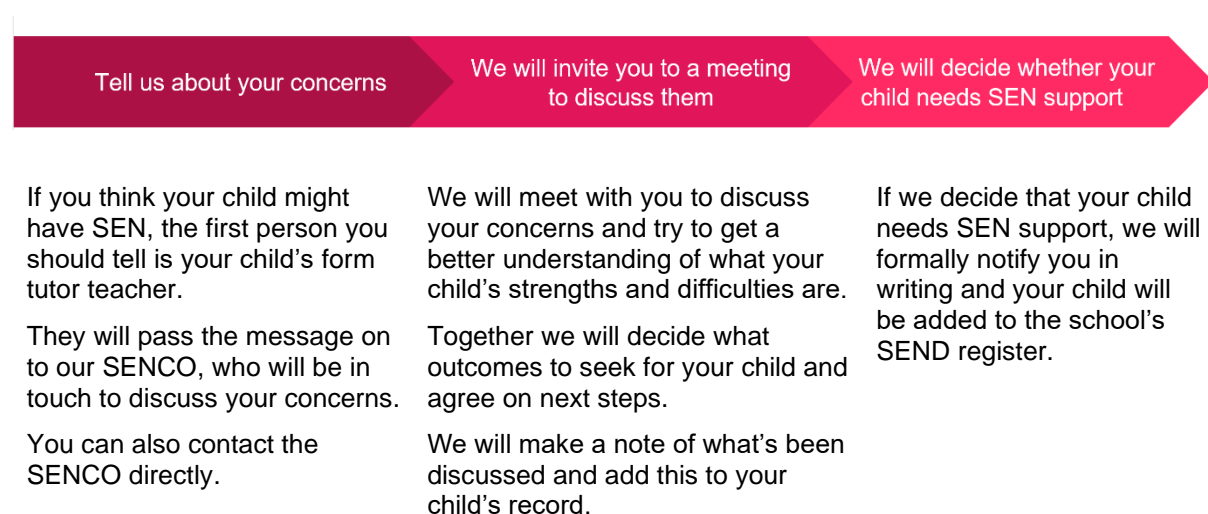 Tell us about your concerns
We will invite you to a meeting
to discuss them
We will decide whether your
child needs SEN support
If you think your child might
have SEN, the first person you
should tell is your child’s form
tutor teacher.
They will pass the message on
to our SENCO, who will be in
touch to discuss your concerns.
You can also contact the
SENCO directly.
We will meet with you to discuss
your concerns and try to get a
better understanding of what your
child’s strengths and difficulties are.
Together we will decide what
outcomes to seek for your child and
agree on next steps.
We will make a note of what’s been
discussed and add this to your
child’s record.
If we decide that your child
needs SEN support, we will
formally notify you in
writing and your child will
be added to the school’s
SEND register.